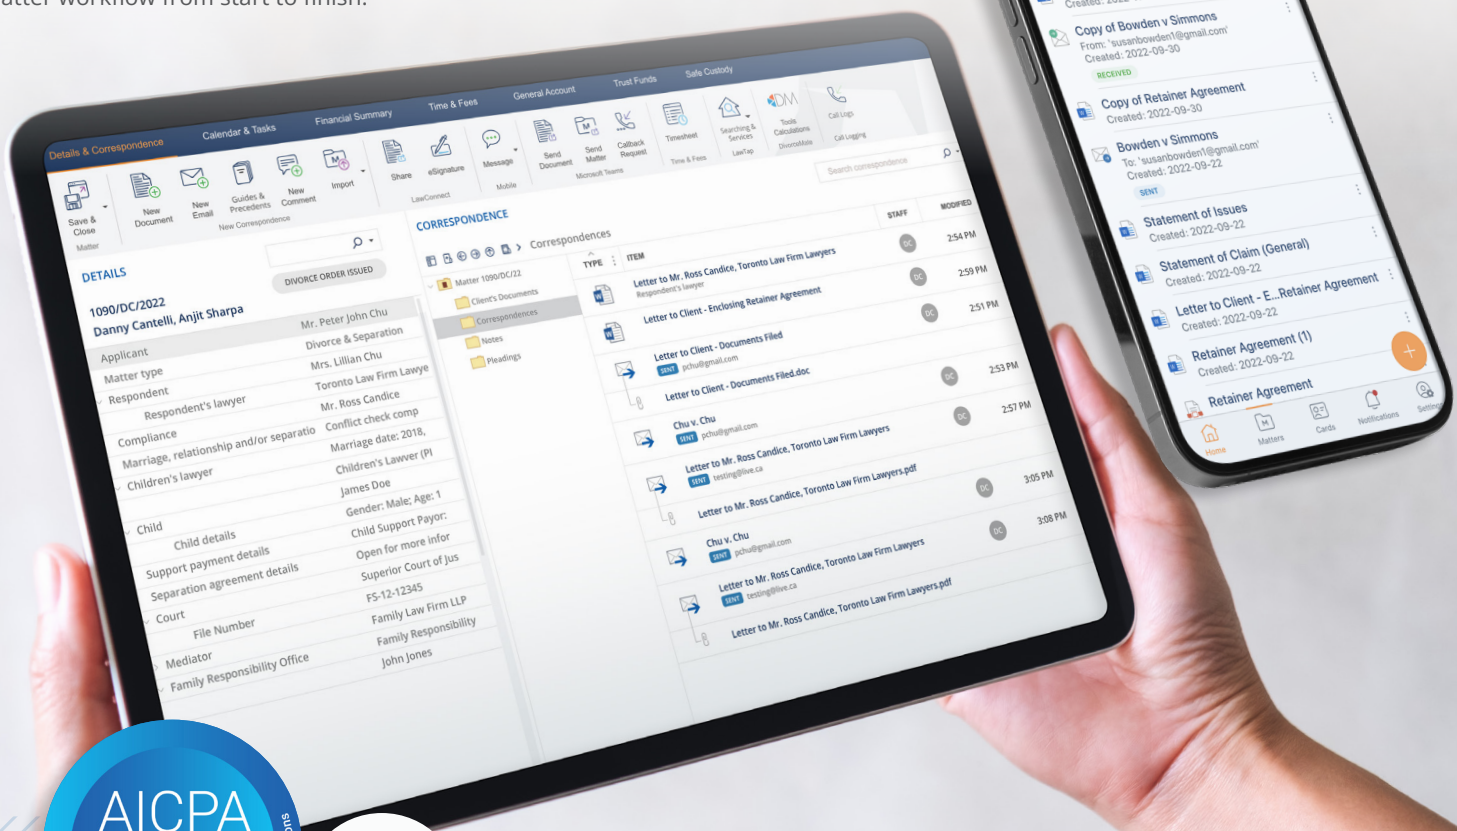 atter workflow from start to finish.
Details & Correspondence
Calendar & Tasks
Financial Summary
Time & Fees
General Account
Trust Funds
Safe Custody
Save & Close
New Document
New Email
Guides & Precedents
New Comment
Import
Share
eSignature
Message
Send Document
Send Matter
Callback Request
Timesheet
Searching & Services
DM
Tools Calculations
Call Logs
Matter
New Correspondence
LawConnect
Mobile
Microsoft Teams
Time & Fees
LawTap
DivorceMate
Call Logging
DETAILS
DIVORCE ORDER ISSUED
1090/DC/2022
Danny Cantelli, Anjit Sharpa
Applicant Mr. Peter John Chu
Matter type Divorce & Separation
Respondent Mrs. Lillian Chu
Respondent's lawyer Toronto Law Firm Lawye
Mr. Ross Candice
Compliance Conflict check comp
Marriage, relationship and/or separatio Marriage date: 2018,
Children's lawyer Children's Lawyer (Pl
James Doe
Child Gender: Male; Age: 1
Child details Child Support Payor:
Support payment details Open for more infor
Separation agreement details Superior Court of Jus
Court FS-12-12345
File Number Family Law Firm LLP
Mediator Family Responsibility
Family Responsibility Office John Jones
CORRESPONDENCE
Search correspondence
Correspondences
Matter 1090/DC/22
Client's Documents
Correspondences
Notes
Pleadings
TYPE ITEM STAFF MODIFIED
Letter to Mr. Ross Candice, Toronto Law Firm Lawyers DC 2:54 PM
Respondent's lawyer
Letter to Client - Enclosing Retainer Agreement DC 2:59 PM
Letter to Client - Documents Filed DC 2:51 PM
SENT pchu@gmail.com
Letter to Client - Documents Filed.doc
Chu v. Chu DC 2:53 PM
SENT pchu@gmail.com
Letter to Mr. Ross Candice, Toronto Law Firm Lawyers DC 2:57 PM
SENT testing@live.ca
Letter to Mr. Ross Candice, Toronto Law Firm Lawyers.pdf
Chu v. Chu DC 3:05 PM
SENT pchu@gmail.com
Letter to Mr. Ross Candice, Toronto Law Firm Lawyers DC 3:08 PM
SENT testing@live.ca
Letter to Mr. Ross Candice, Toronto Law Firm Lawyers.pdf
Copy of Bowden v Simmons
From: 'susanbowden1@gmail.com'
Created: 2022-09-30
RECEIVED
Copy of Retainer Agreement
Created: 2022-09-30
Bowden v Simmons
To: 'susanbowden1@gmail.com'
Created: 2022-09-22
SENT
Statement of Issues
Created: 2022-09-22
Statement of Claim (General)
Created: 2022-09-22
Letter to Client - E...Retainer Agreement
Created: 2022-09-22
Retainer Agreement (1)
Created: 2022-09-22
Retainer Agreement
Home
Matters
Cards
Notifications
Settings
AICPA